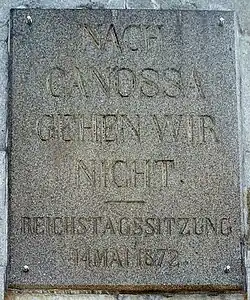 NACH
CANOSSA
GEHEN WIR
NICHT.
REICHSTAGSSITZUNG
14 MAI 1872